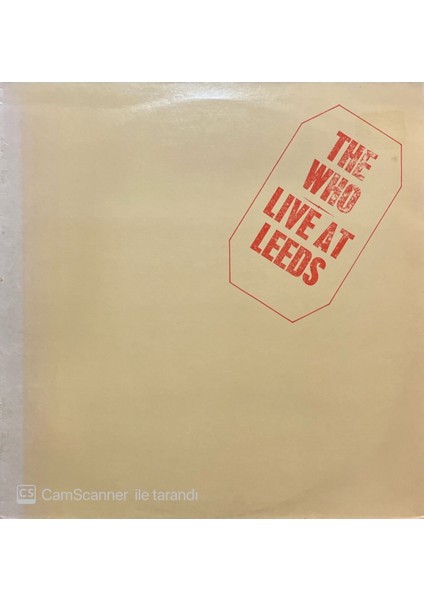 THE
WHO
LIVE AT
LEEDS
CS CamScanner ile tarandı